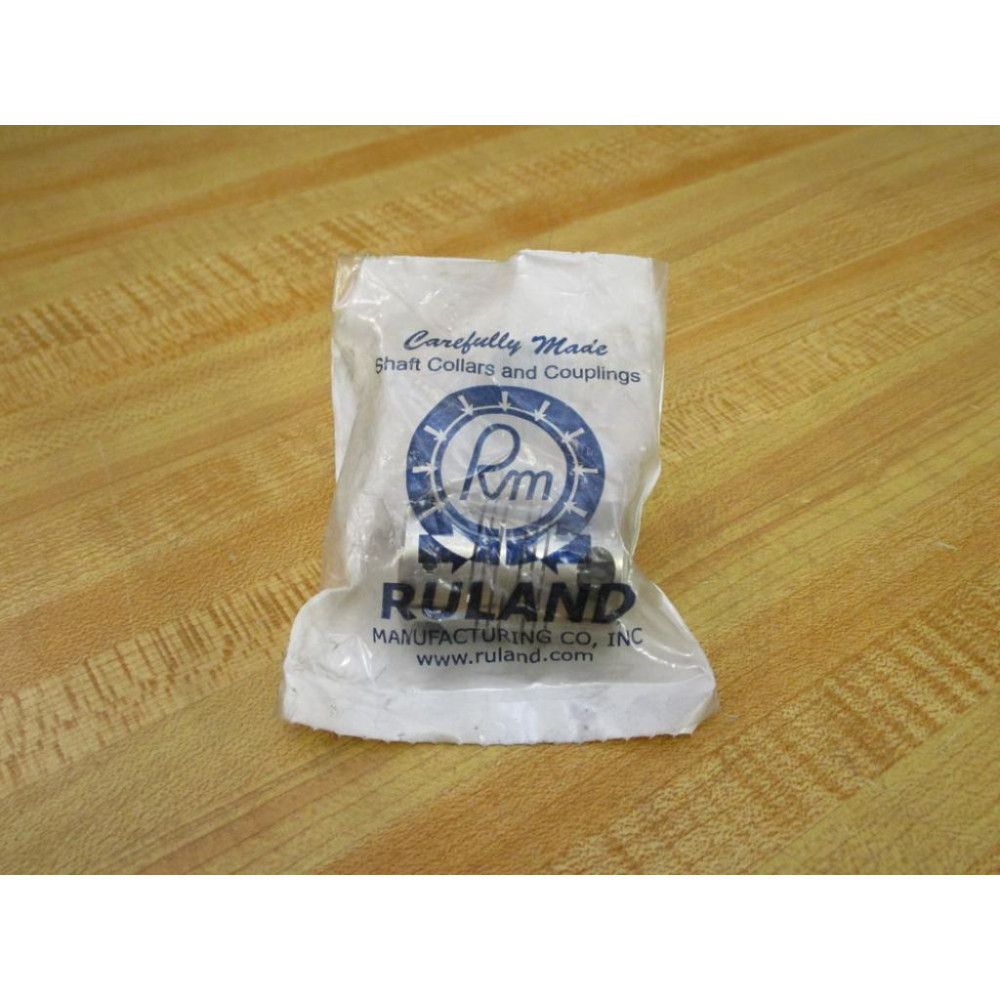 Carefully Made
Shaft Collars and Couplings
Rm
RULAND
MANUFACTURING CO, INC
www.ruland.com